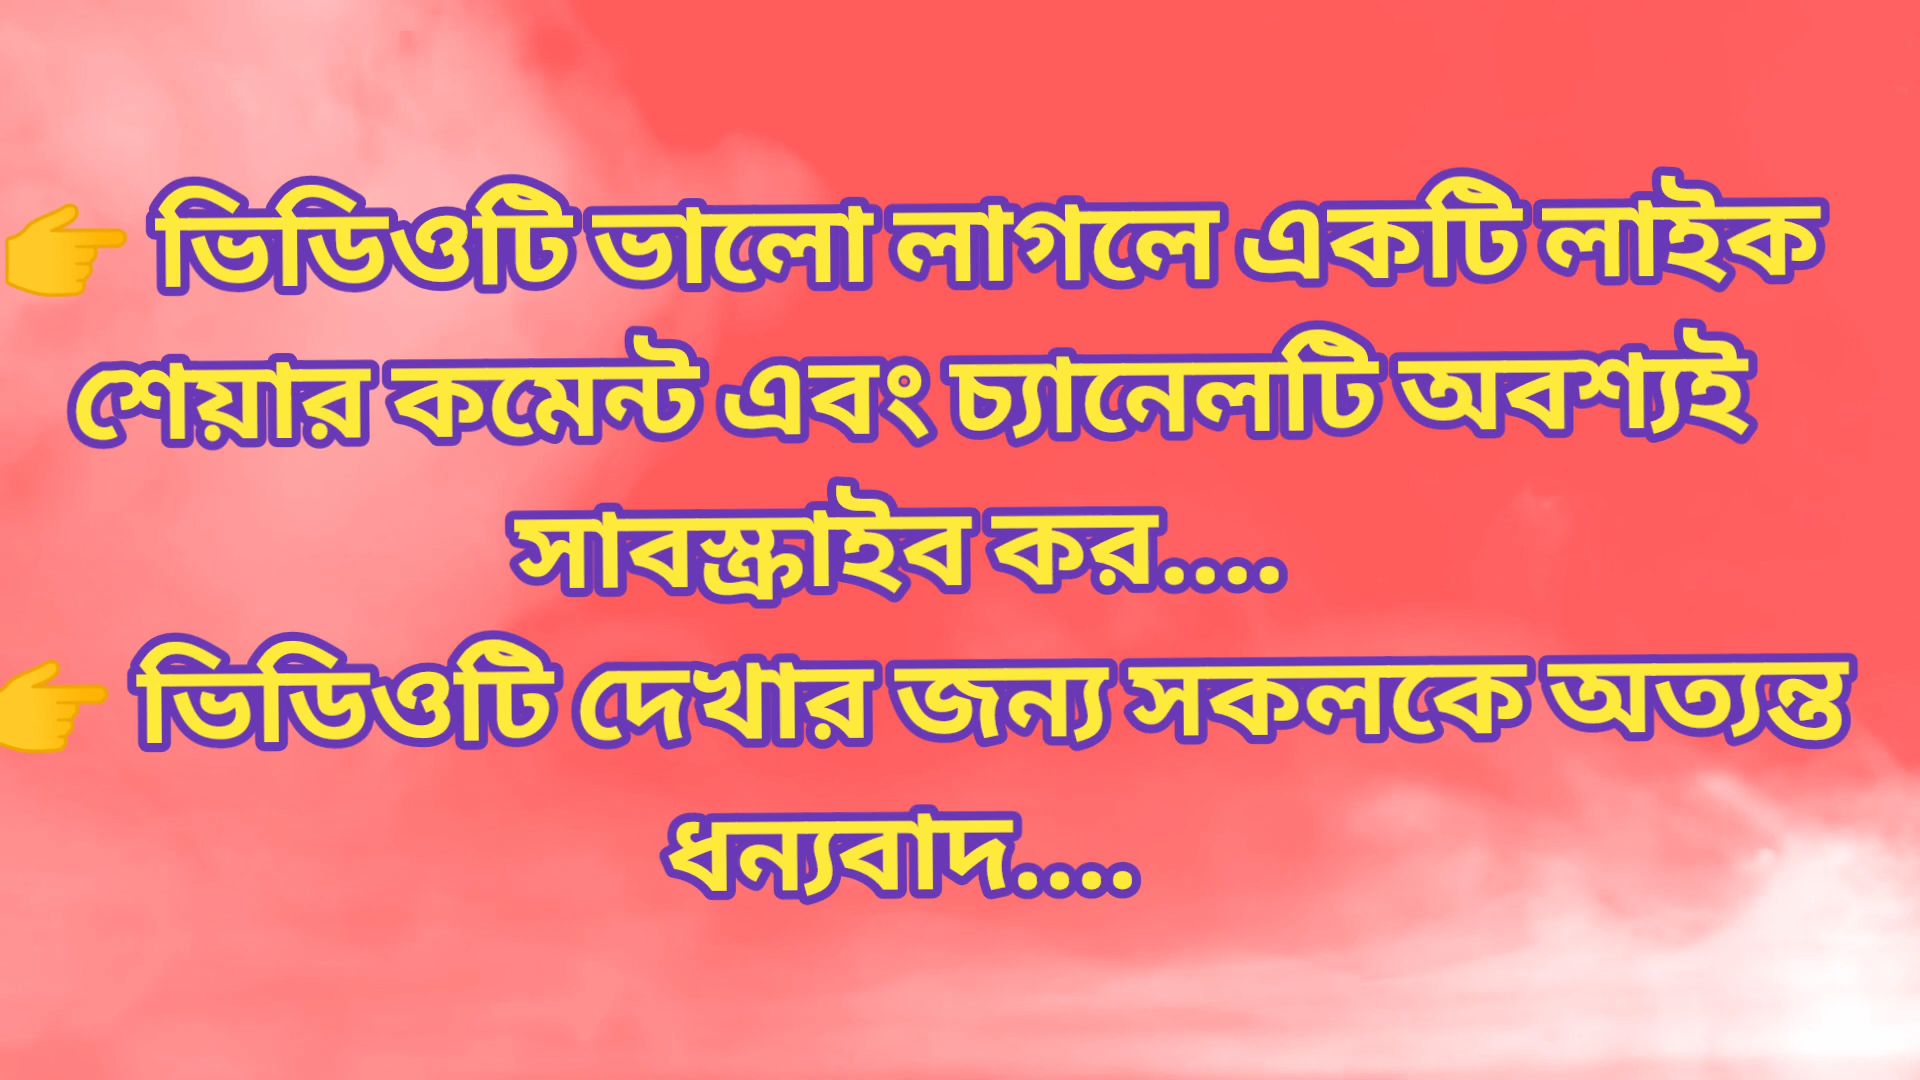 👉 ভিডিওটি ভালো লাগলে একটি লাইক
শেয়ার কমেন্ট এবং চ্যানেলটি অবশ্যই
সাবস্ক্রাইব কর....
👉 ভিডিওটি দেখার জন্য সকলকে অত্যন্ত
ধন্যবাদ....